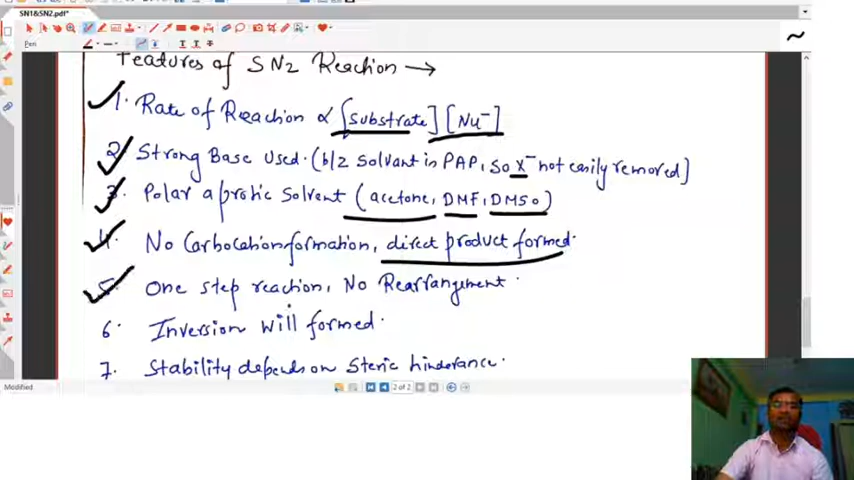 SN1&SN2.pdf*
Pen
Features of SN2 Reaction →
1. Rate of Reaction ∝ [substrate] [Nu⁻]
2. Strong Base Used. (b/z Solvent in PAP, So X⁻ not easily removed]
3. Polar aprotic Solvent (acetone, DMF, DMSO)
4. No Carbocation formation, direct product formed.
5. One step reaction, No Rearrangement.
6. Inversion will formed.
7. Stability depends on Steric hinderance.
Modified
2 of 2